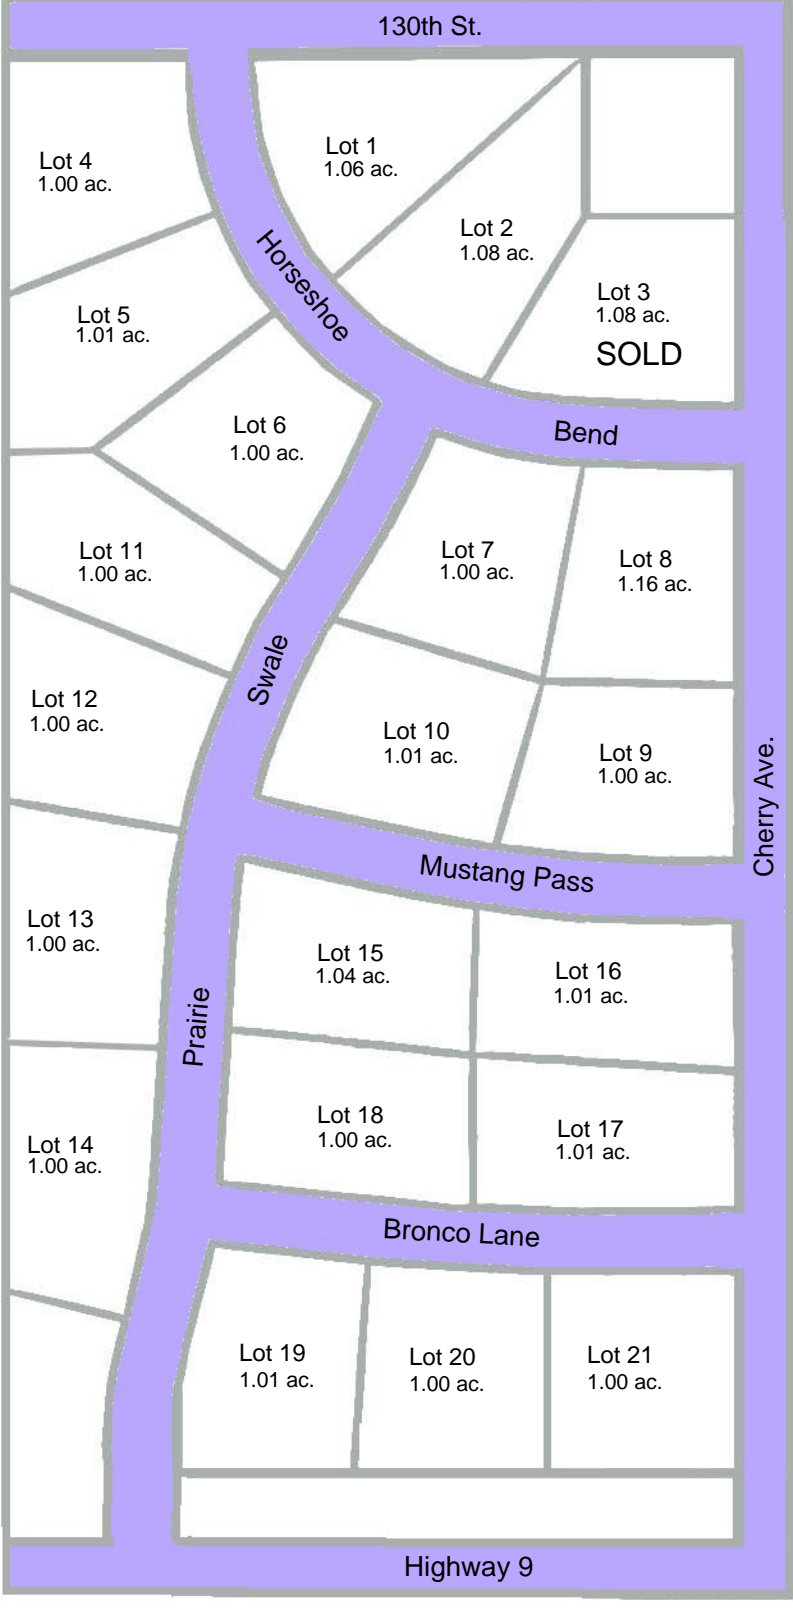 130th St.
Lot 1
1.06 ac.
Lot 4
1.00 ac.
Lot 2
1.08 ac.
Horseshoe
Lot 3
1.08 ac.
SOLD
Lot 5
1.01 ac.
Lot 6
1.00 ac.
Bend
Lot 11
1.00 ac.
Lot 7
1.00 ac.
Lot 8
1.16 ac.
Swale
Lot 12
1.00 ac.
Lot 10
1.01 ac.
Lot 9
1.00 ac.
Cherry Ave.
Mustang Pass
Lot 13
1.00 ac.
Lot 15
1.04 ac.
Lot 16
1.01 ac.
Prairie
Lot 14
1.00 ac.
Lot 18
1.00 ac.
Lot 17
1.01 ac.
Bronco Lane
Lot 19
1.01 ac.
Lot 20
1.00 ac.
Lot 21
1.00 ac.
Highway 9